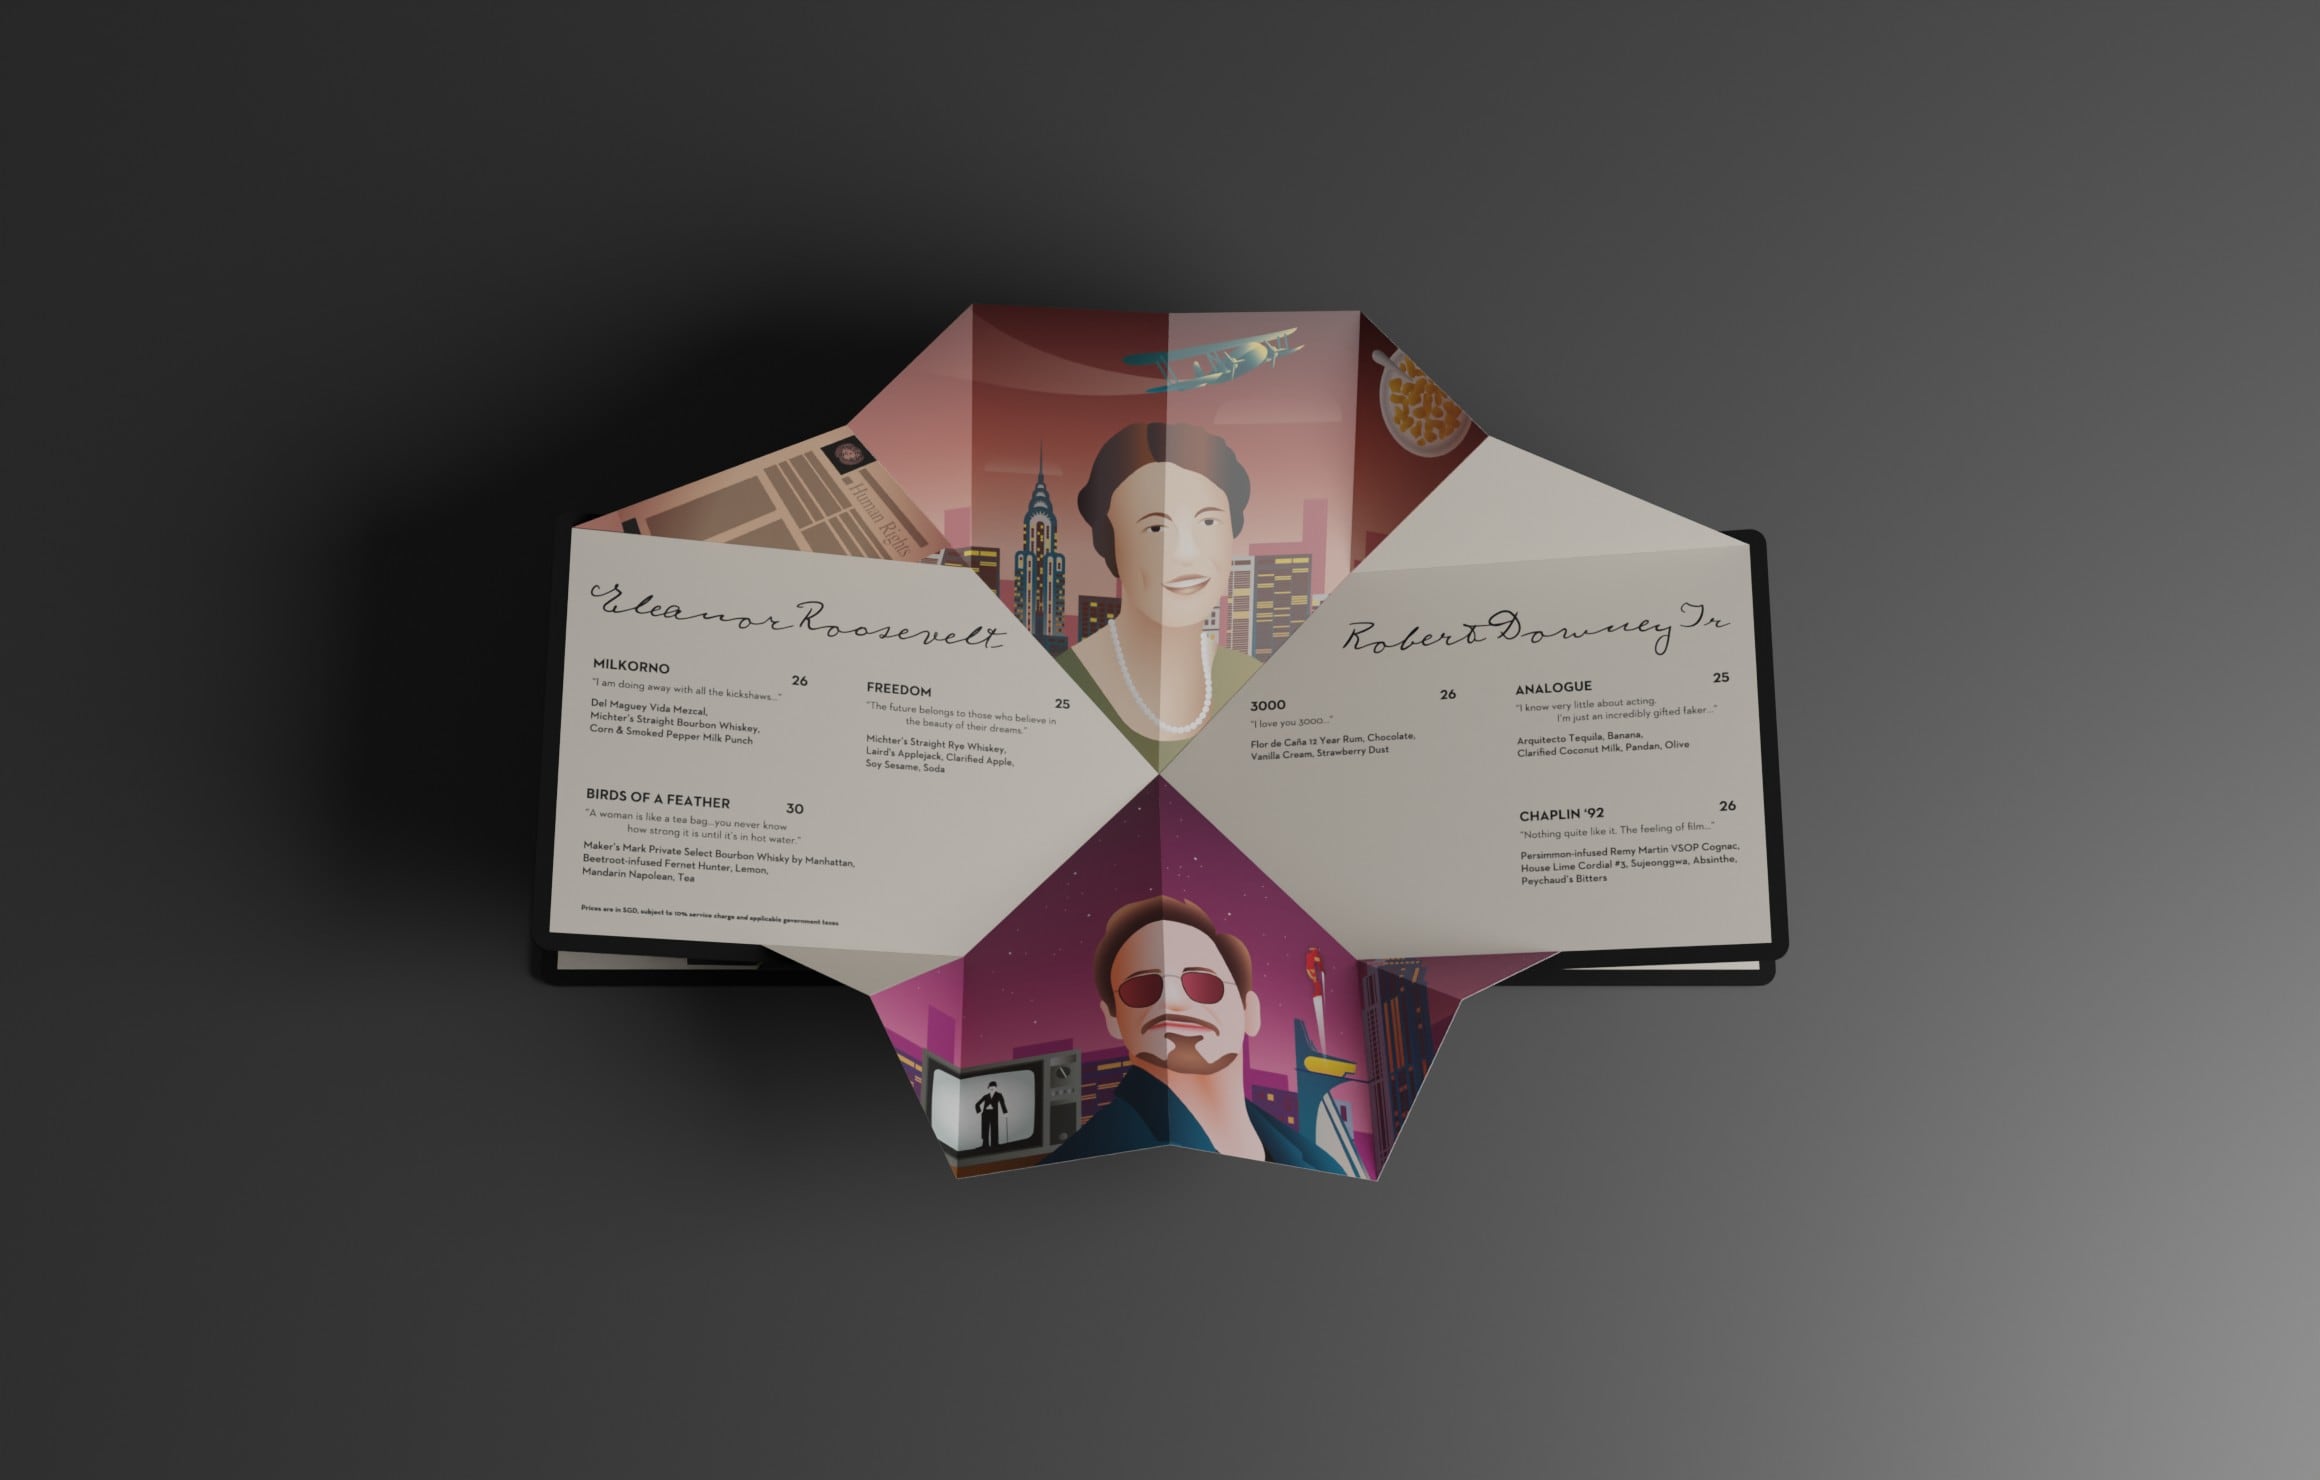 Human Rights
Eleanor Roosevelt
MILKORNO 26
"I am doing away with all the kickshaws..."
Del Maguey Vida Mezcal,
Michter's Straight Bourbon Whiskey,
Corn & Smoked Pepper Milk Punch
BIRDS OF A FEATHER 30
"A woman is like a tea bag...you never know
how strong it is until it's in hot water."
Maker's Mark Private Select Bourbon Whisky by Manhattan,
Beetroot-infused Fernet Hunter, Lemon,
Mandarin Napolean, Tea
Prices are in SGD, subject to 10% service charge and applicable government taxes
FREEDOM 25
"The future belongs to those who believe in
the beauty of their dreams."
Michter's Straight Rye Whiskey,
Laird's Applejack, Clarified Apple,
Soy Sesame, Soda
Robert Downey Jr
3000 26
"I love you 3000..."
Flor de Caña 12 Year Rum, Chocolate,
Vanilla Cream, Strawberry Dust
ANALOGUE 25
"I know very little about acting.
I'm just an incredibly gifted faker..."
Arquitecto Tequila, Banana,
Clarified Coconut Milk, Pandan, Olive
CHAPLIN '92 26
"Nothing quite like it. The feeling of film..."
Persimmon-infused Remy Martin VSOP Cognac,
House Lime Cordial #3, Sujeonggwa, Absinthe,
Peychaud's Bitters